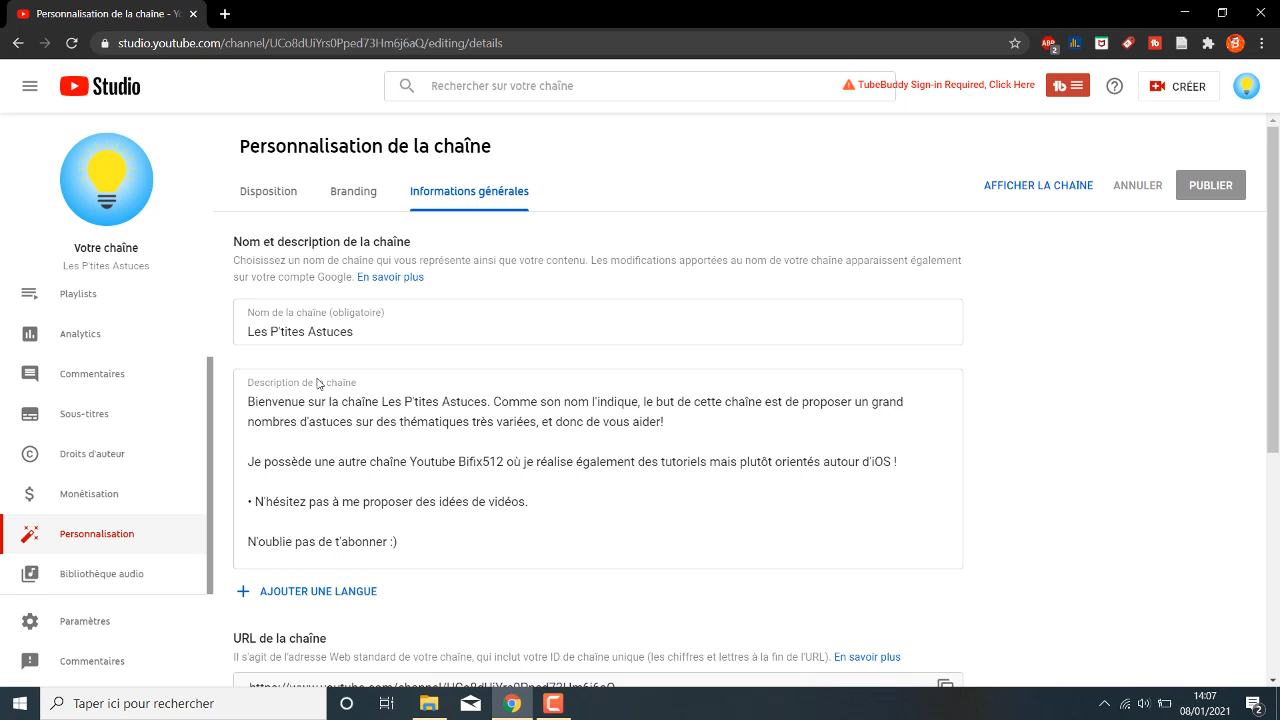 Personnalisation de la chaîne - Yo
studio.youtube.com/channel/UCo8dUiYrs0Pped73Hm6j6aQ/editing/details
2
Studio
Rechercher sur votre chaîne
TubeBuddy Sign-in Required, Click Here
tb
CRÉER
Votre chaîne
Les P'tites Astuces
Playlists
Analytics
Commentaires
Sous-titres
Droits d'auteur
Monétisation
Personnalisation
Bibliothèque audio
Paramètres
Commentaires
Personnalisation de la chaîne
Disposition
Branding
Informations générales
AFFICHER LA CHAÎNE
ANNULER
PUBLIER
Nom et description de la chaîne
Choisissez un nom de chaîne qui vous représente ainsi que votre contenu. Les modifications apportées au nom de votre chaîne apparaissent également
sur votre compte Google. En savoir plus
Nom de la chaîne (obligatoire)
Les P'tites Astuces
Description de la chaîne
Bienvenue sur la chaîne Les P'tites Astuces. Comme son nom l'indique, le but de cette chaîne est de proposer un grand
nombres d'astuces sur des thématiques très variées, et donc de vous aider!
Je possède une autre chaîne Youtube Bifix512 où je réalise également des tutoriels mais plutôt orientés autour d'iOS !
• N'hésitez pas à me proposer des idées de vidéos.
N'oublie pas de t'abonner :)
AJOUTER UNE LANGUE
URL de la chaîne
Il s'agit de l'adresse Web standard de votre chaîne, qui inclut votre ID de chaîne unique (les chiffres et lettres à la fin de l'URL). En savoir plus
Taper ici pour rechercher
14:07
08/01/2021
2